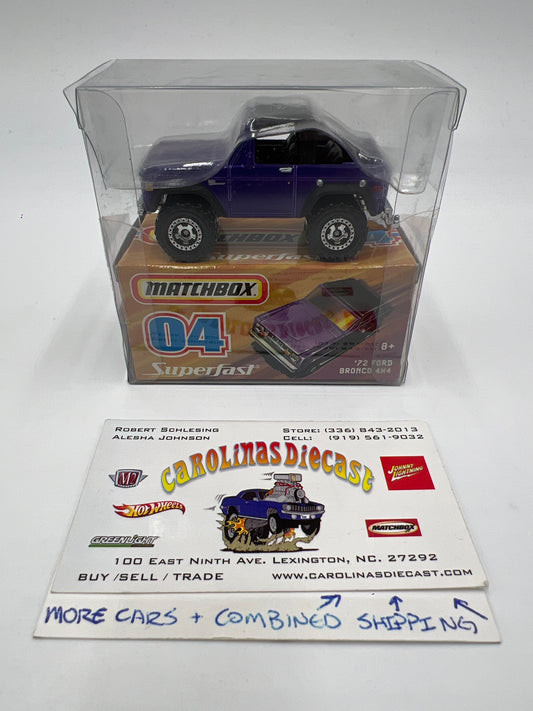 MATCHBOX
Superfast
MATCHBOX
04
Superfast
8+
'72 FORD
BRONCO 4X4
Robert Schlesing
Alesha Johnson
Store: (336) 843-2013
Cell: (919) 561-9032
CAROLINAS DIECAST
M2
Hot Wheels
GREENLIGHT
JOHNNY LIGHTNING
MATCHBOX
100 East Ninth Ave. Lexington, NC. 27292
BUY / SELL / TRADE
www.carolinasdiecast.com
MORE CARS + COMBINED SHIPPING